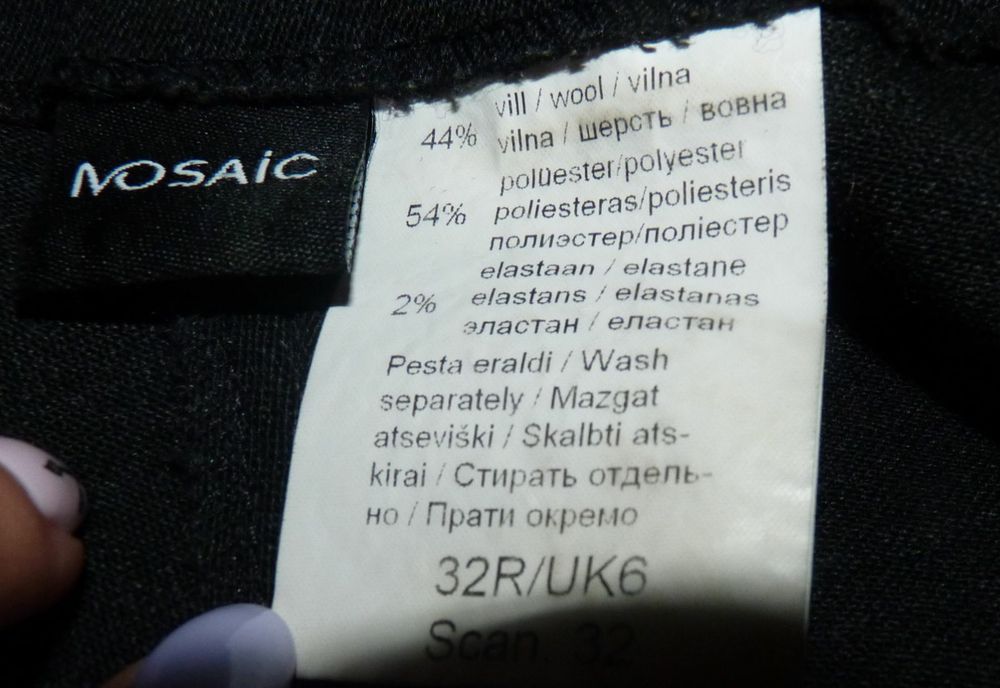 MOSAiC
vill / wool / vilna
44% vilna / шерсть / вовна
polüester/polyester
54% poliesteras/poliesteris
полиэстер/поліестер
elastaan / elastane
2% elastans / elastanas
эластан / еластан
Pesta eraldi / Wash
separately / Mazgat
atsevišķi / Skalbti ats-
kirai / Стирать отдель-
но / Прати окремо
32R/UK6
Scan. 32